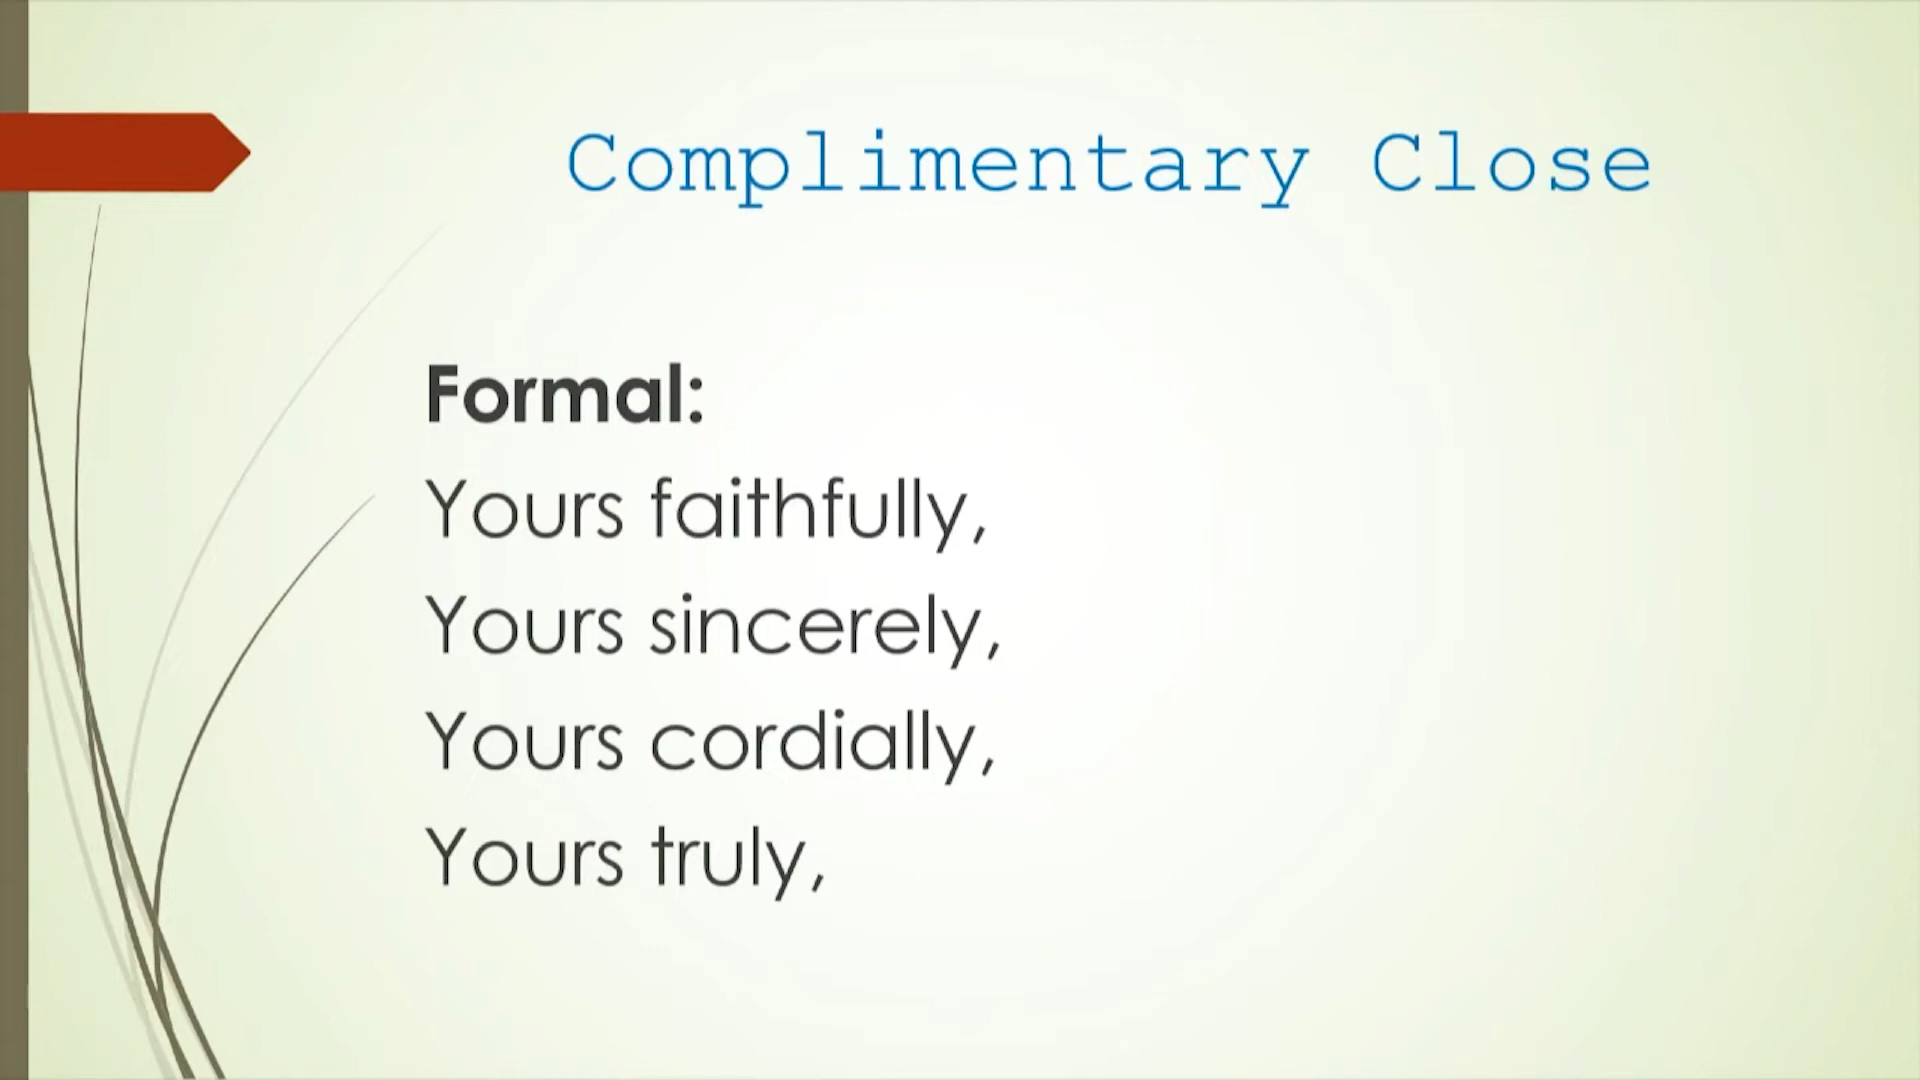 Complimentary Close
Formal:
Yours faithfully,
Yours sincerely,
Yours cordially,
Yours truly,